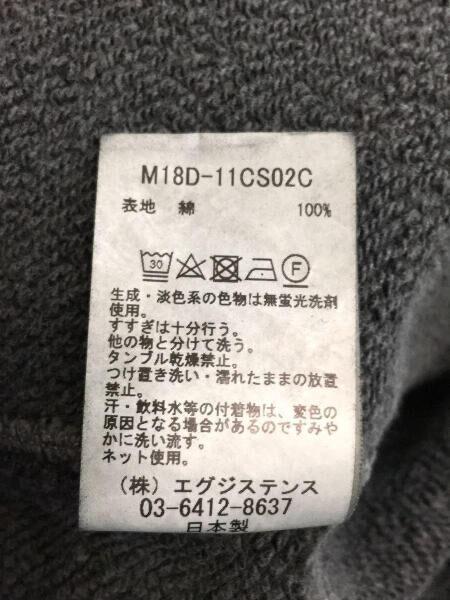 M18D-11CS02C
表地 綿 100%
30 F
生成・淡色系の色物は無蛍光洗剤
使用。
すすぎは十分行う。
他の物と分けて洗う。
タンブル乾燥禁止。
つけ置き洗い・濡れたままの放置
禁止。
汗・飲料水等の付着物は、変色の
原因となる場合があるのですみや
かに洗い流す。
ネット使用。
(株)エグジステンス
03-6412-8637
日本製